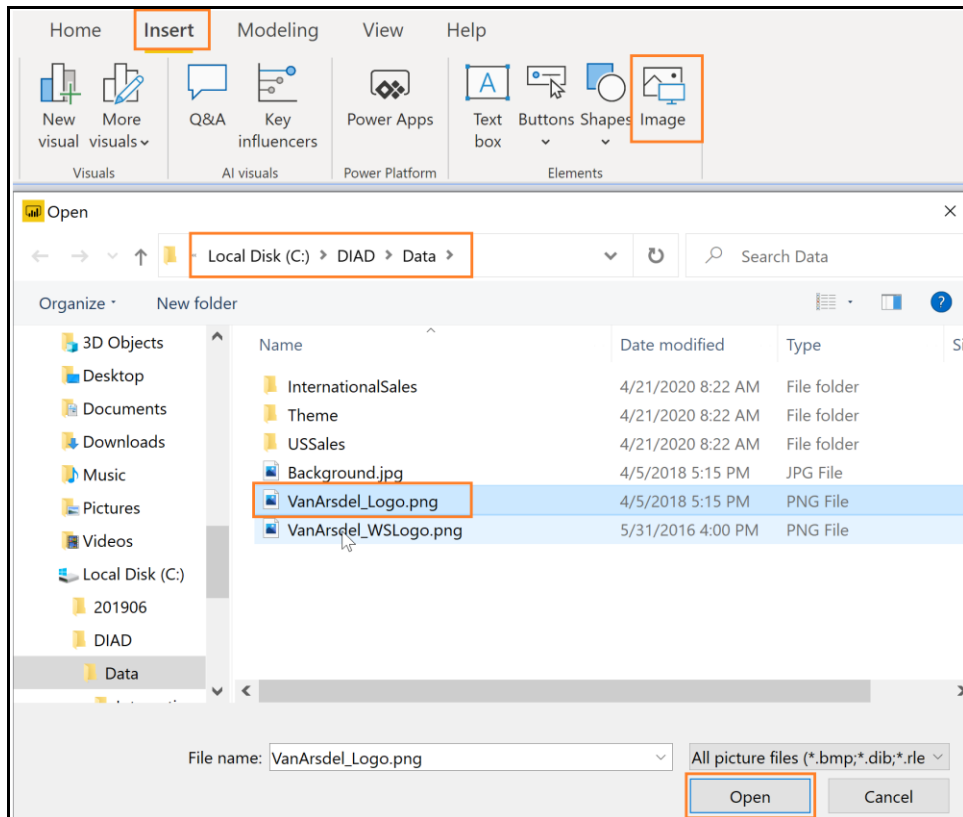 Home Insert Modeling View Help
New visual
More visuals
Q&A
Key influencers
Power Apps
Text box
Buttons
Shapes
Image
Visuals AI visuals Power Platform Elements
Open
Local Disk (C:) > DIAD > Data >
Search Data
Organize New folder
Name Date modified Type Si
3D Objects
Desktop
Documents
Downloads
Music
Pictures
Videos
Local Disk (C:)
201906
DIAD
Data
InternationalSales 4/21/2020 8:22 AM File folder
Theme 4/21/2020 8:22 AM File folder
USSales 4/21/2020 8:22 AM File folder
Background.jpg 4/5/2018 5:15 PM JPG File
VanArsdel_Logo.png 4/5/2018 5:15 PM PNG File
VanArsdel_WSLogo.png 5/31/2016 4:00 PM PNG File
File name: VanArsdel_Logo.png All picture files (*.bmp;*.dib;*.rle
Open Cancel